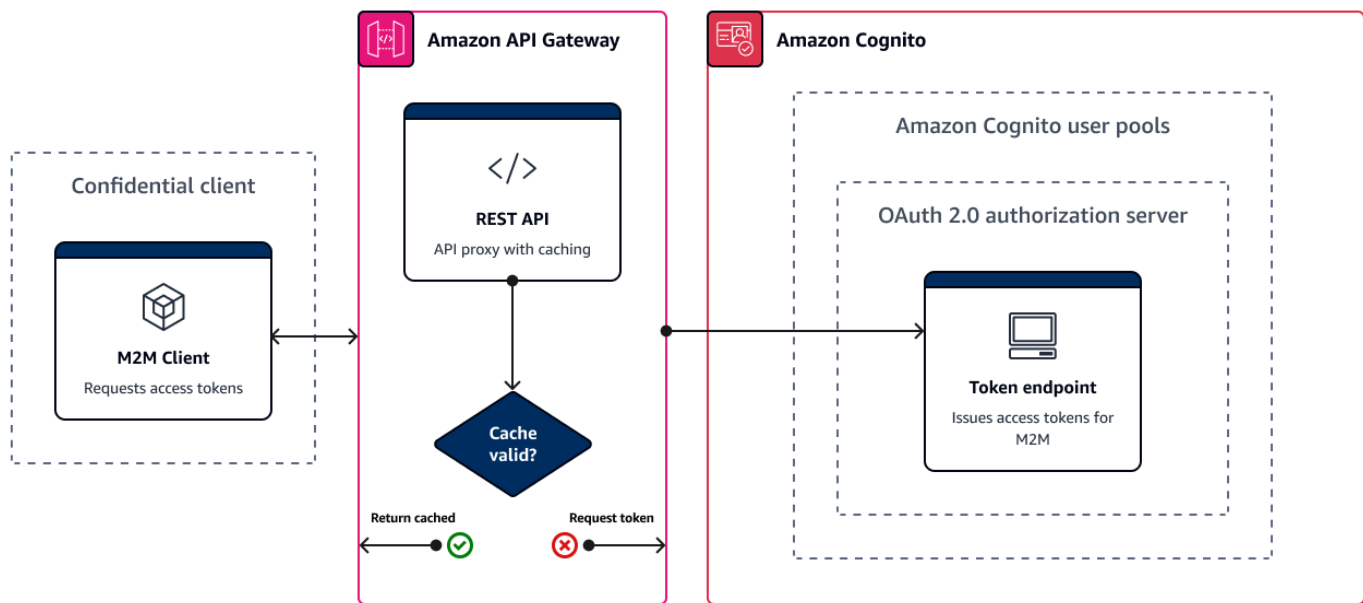 Amazon API Gateway
Amazon Cognito
Confidential client
M2M Client
Requests access tokens
</>
REST API
API proxy with caching
Cache
valid?
Return cached
Request token
Amazon Cognito user pools
OAuth 2.0 authorization server
Token endpoint
Issues access tokens for
M2M